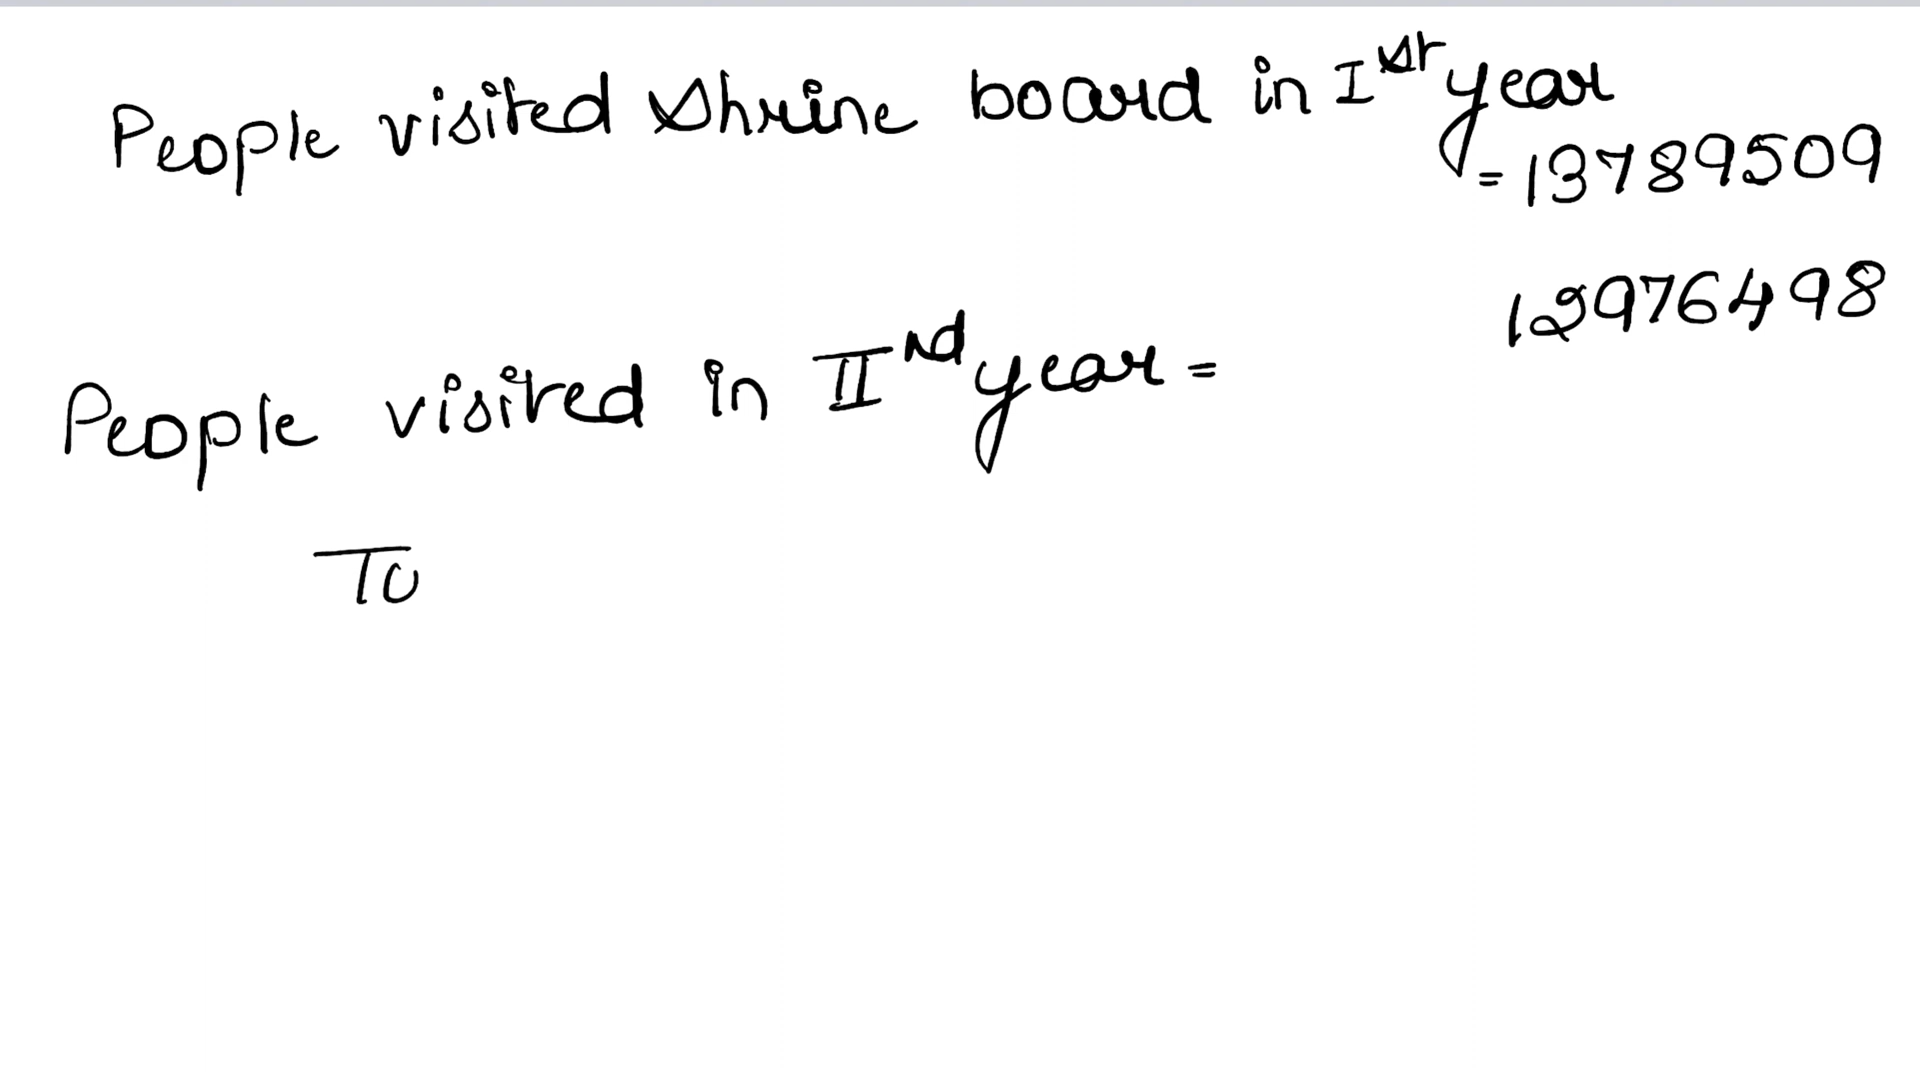 People visited shrine board in Ist year
= 13789509
12976498
People visited in IInd year =
To